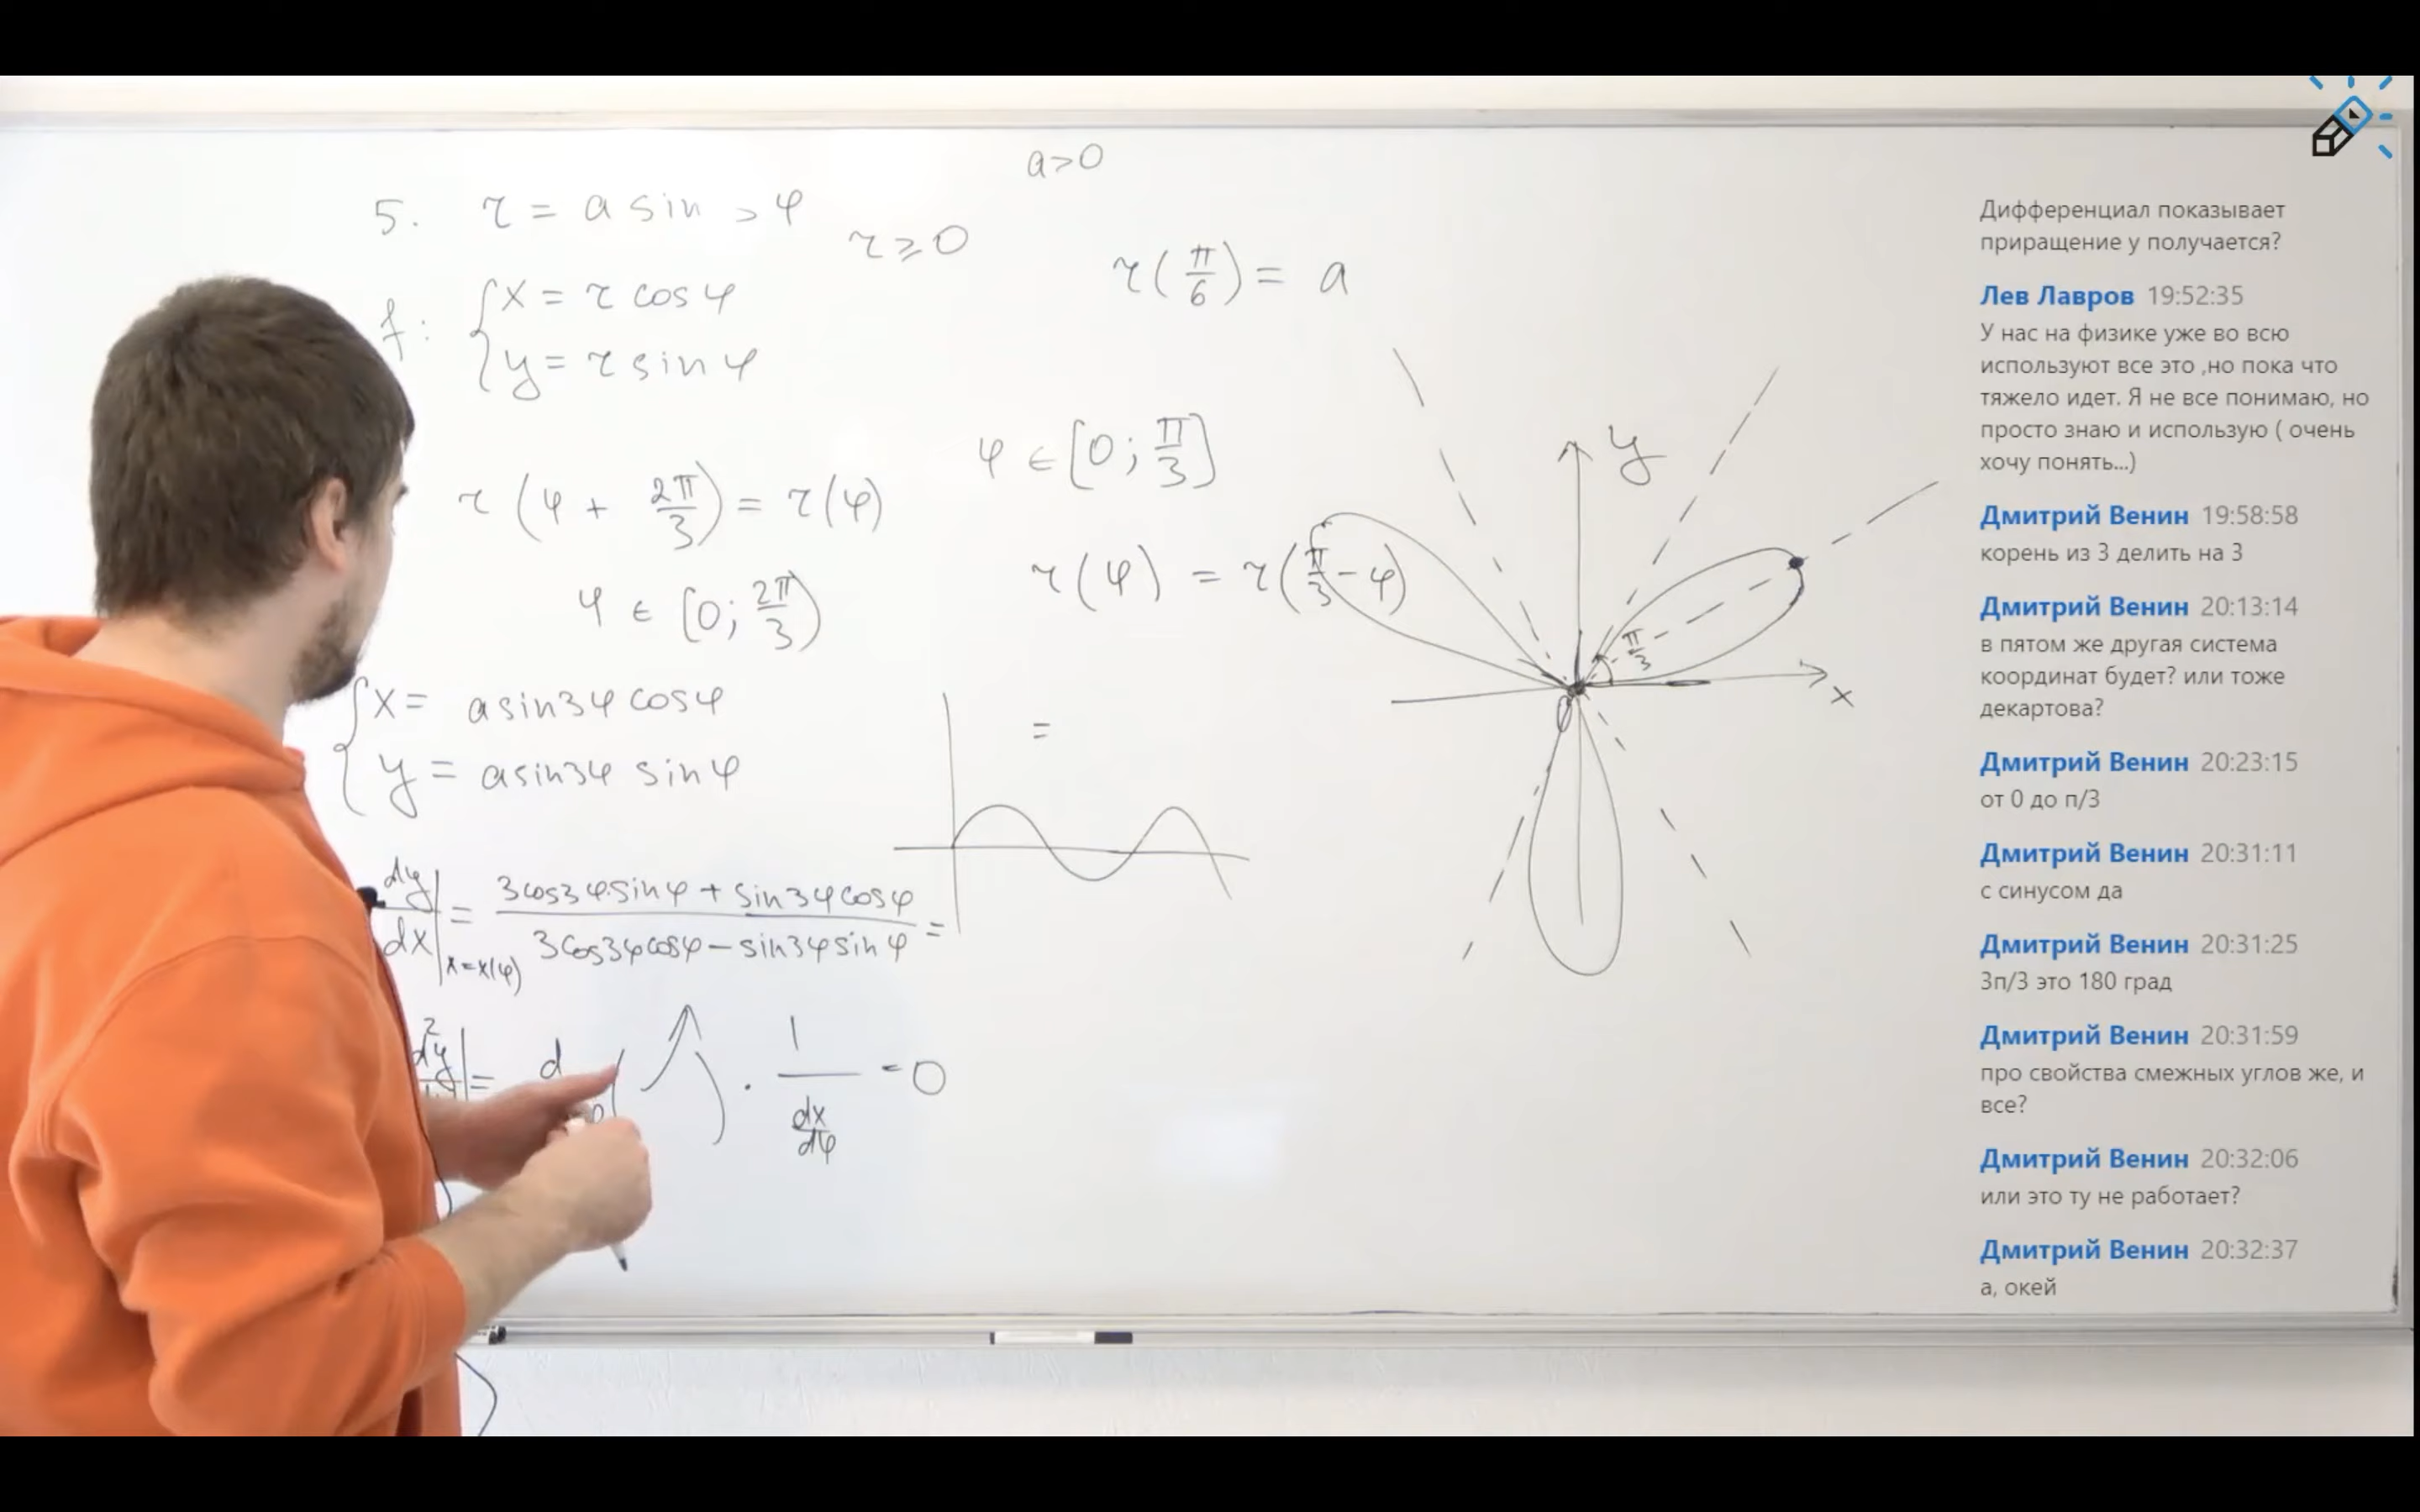 a>0
5. r = a sin 3φ
r ≥ 0
f: { x = r cos φ
y = r sin φ
r(π/6) = a
r(φ + 2π/3) = r(φ)
φ ∈ [0; π/3]
φ ∈ [0; 2π/3)
r(φ) = r(π/3 − φ)
{ x = a sin3φ cosφ
y = a sin3φ sinφ
=
dy/dx |x=x(φ) = (3cos3φ·sinφ + sin3φcosφ)/(3cos3φcosφ − sin3φsinφ) =
· 1/(dx/dφ) = 0
y
π/3
x
0
Дифференциал показывает
приращение у получается?
Лев Лавров 19:52:35
У нас на физике уже во всю
используют все это ,но пока что
тяжело идет. Я не все понимаю, но
просто знаю и использую ( очень
хочу понять...)
Дмитрий Венин 19:58:58
корень из 3 делить на 3
Дмитрий Венин 20:13:14
в пятом же другая система
координат будет? или тоже
декартова?
Дмитрий Венин 20:23:15
от 0 до п/3
Дмитрий Венин 20:31:11
с синусом да
Дмитрий Венин 20:31:25
3п/3 это 180 град
Дмитрий Венин 20:31:59
про свойства смежных углов же, и
все?
Дмитрий Венин 20:32:06
или это ту не работает?
Дмитрий Венин 20:32:37
а, окей